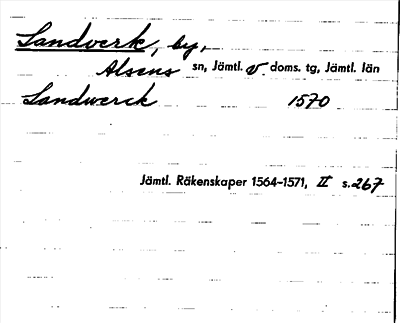 Landverk, by,
Alsens sn, Jämtl. v. doms. tg, Jämtl. län
Landwerck 1570
Jämtl. Räkenskaper 1564-1571, II s.267